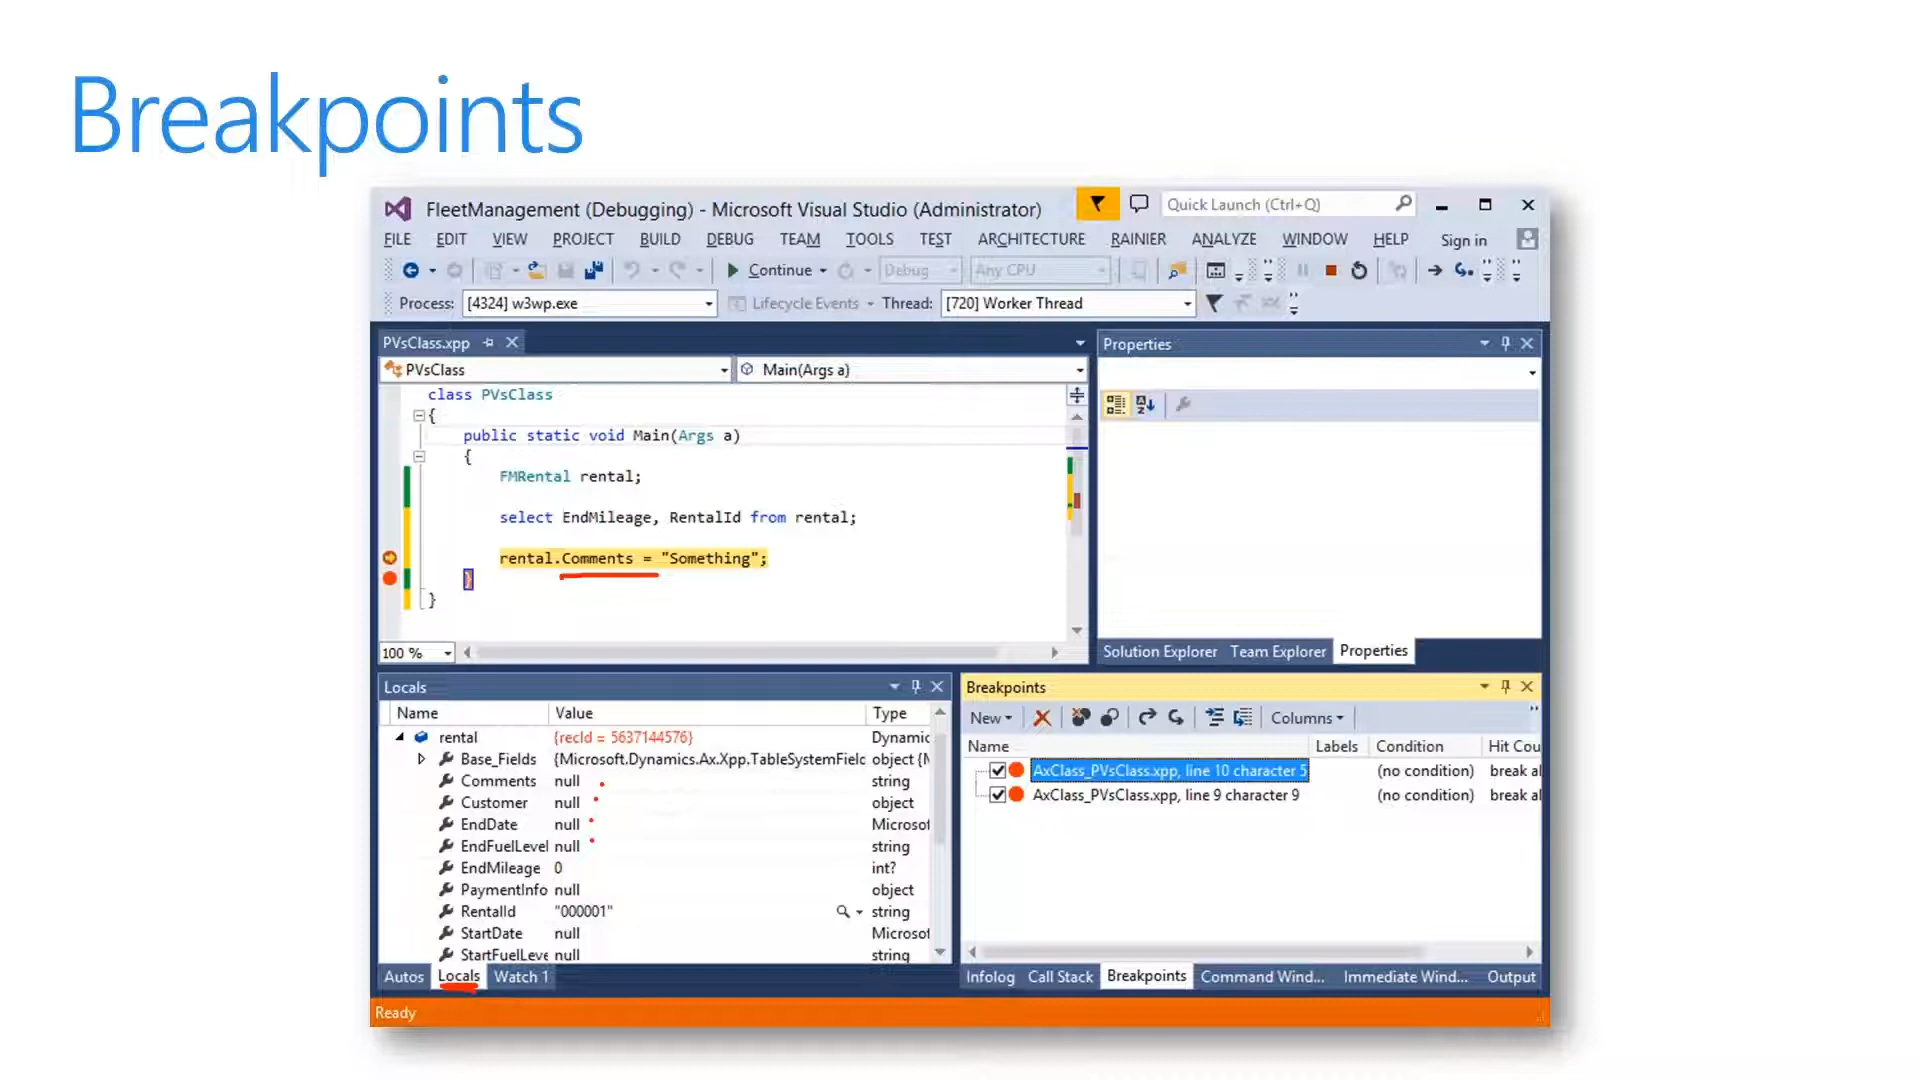 Breakpoints
FleetManagement (Debugging) - Microsoft Visual Studio (Administrator)
Quick Launch (Ctrl+Q)
FILE EDIT VIEW PROJECT BUILD DEBUG TEAM TOOLS TEST ARCHITECTURE RAINIER ANALYZE WINDOW HELP Sign in
Continue Debug Any CPU
Process: [4324] w3wp.exe Lifecycle Events Thread: [720] Worker Thread
PVsClass.xpp
PVsClass Main(Args a)
class PVsClass
{
public static void Main(Args a)
{
FMRental rental;
select EndMileage, RentalId from rental;
rental.Comments = "Something";
}
}
100 %
Properties
Solution Explorer Team Explorer Properties
Locals
Name Value Type
rental {recId = 5637144576} Dynamic
Base_Fields {Microsoft.Dynamics.Ax.Xpp.TableSystemField object {M
Comments null string
Customer null object
EndDate null Microsof
EndFuelLevel null string
EndMileage 0 int?
PaymentInfo null object
RentalId "000001" string
StartDate null Microsof
StartFuelLeve null string
Autos Locals Watch 1
Breakpoints
New Columns
Name Labels Condition Hit Cou
AxClass_PVsClass.xpp, line 10 character 5 (no condition) break al
AxClass_PVsClass.xpp, line 9 character 9 (no condition) break al
Infolog Call Stack Breakpoints Command Wind... Immediate Wind... Output
Ready